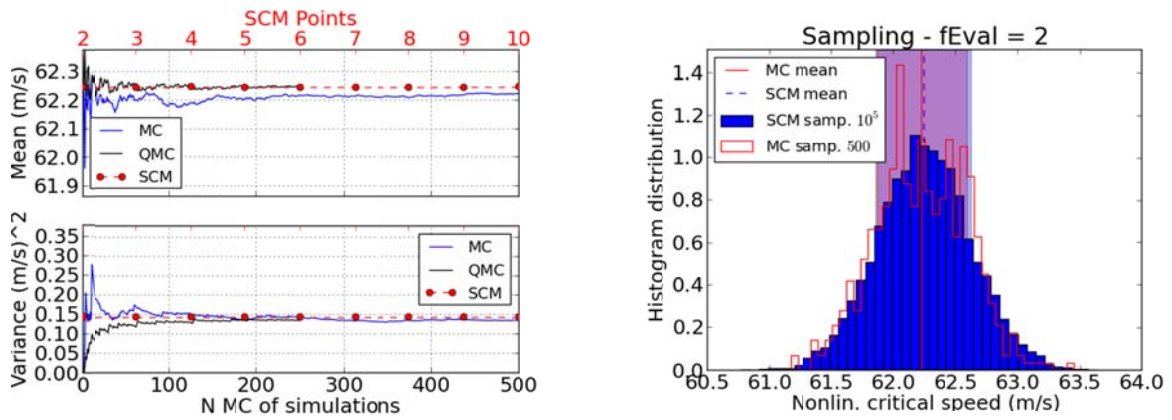 SCM Points
2 3 4 5 6 7 8 9 10
62.3
62.2
62.1
62.0
61.9
Mean (m/s)
MC
QMC
SCM
0.35
0.30
0.25
0.20
0.15
0.10
0.05
0.00
Variance (m/s)^2
MC
QMC
SCM
0 100 200 300 400 500
N MC of simulations
Sampling - fEval = 2
1.4
1.2
1.0
0.8
0.6
0.4
0.2
0.0
Histogram distribution
MC mean
SCM mean
SCM samp. 10⁵
MC samp. 500
60.5 61.0 61.5 62.0 62.5 63.0 63.5 64.0
Nonlin. critical speed (m/s)